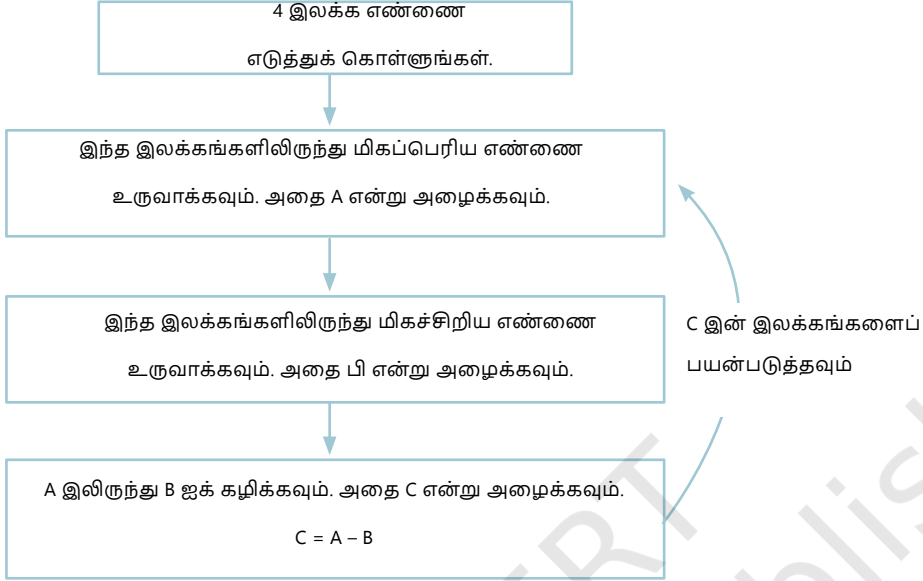 4 இலக்க எண்ணை
எடுத்துக் கொள்ளுங்கள்.
இந்த இலக்கங்களிலிருந்து மிகப்பெரிய எண்ணை
உருவாக்கவும். அதை A என்று அழைக்கவும்.
இந்த இலக்கங்களிலிருந்து மிகச்சிறிய எண்ணை
உருவாக்கவும். அதை பி என்று அழைக்கவும்.
C இன் இலக்கங்களைப்
பயன்படுத்தவும்
A இலிருந்து B ஐக் கழிக்கவும். அதை C என்று அழைக்கவும்.
C = A – B